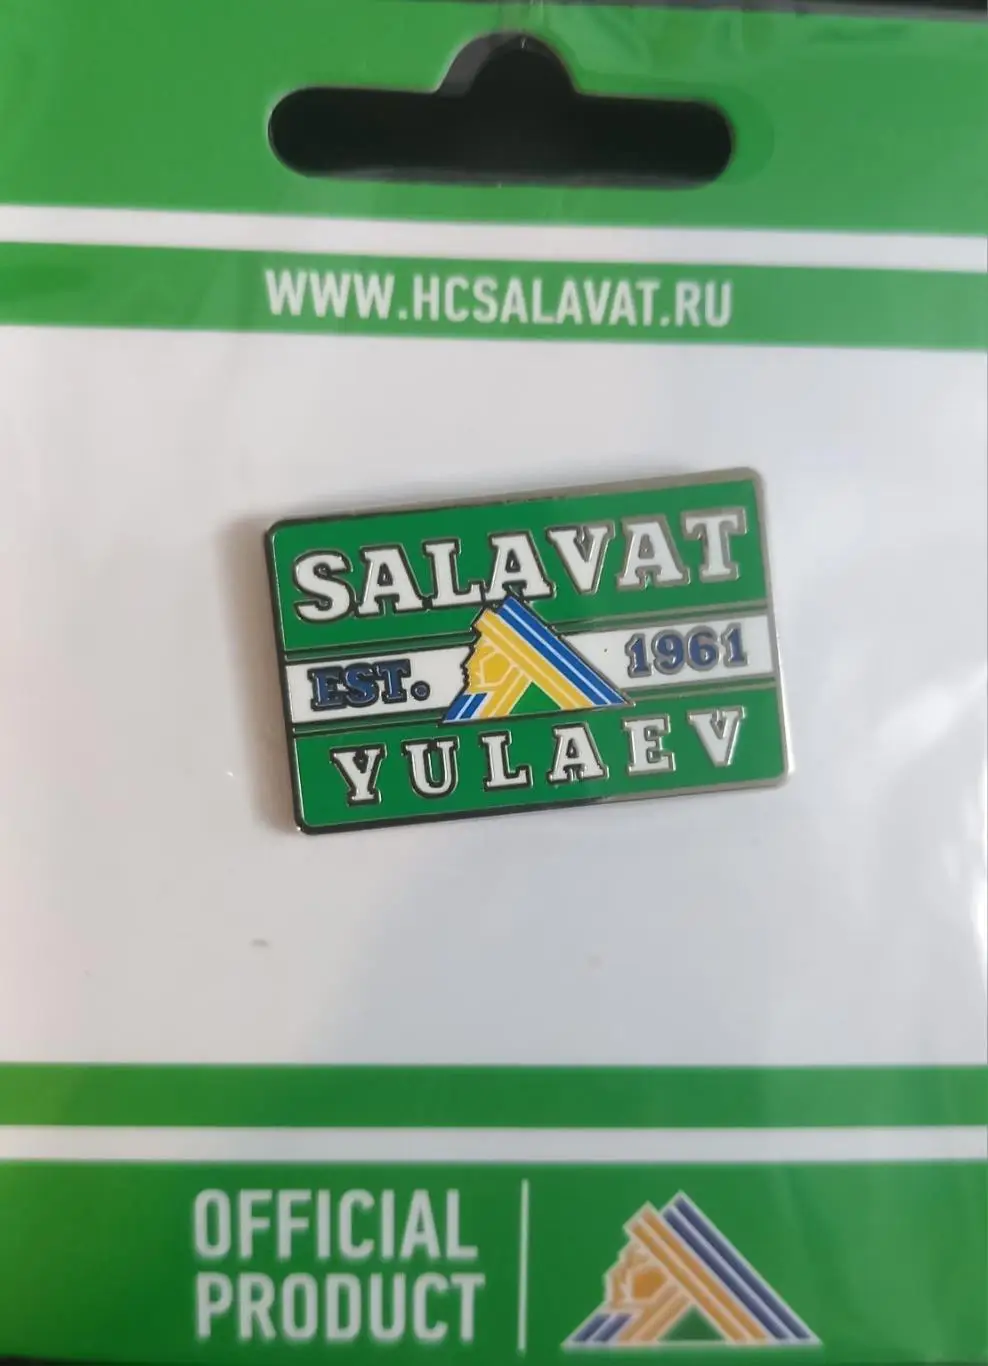 WWW.HCSALAVAT.RU
SALAVAT
EST. 1961
YULAEV
OFFICIAL
PRODUCT